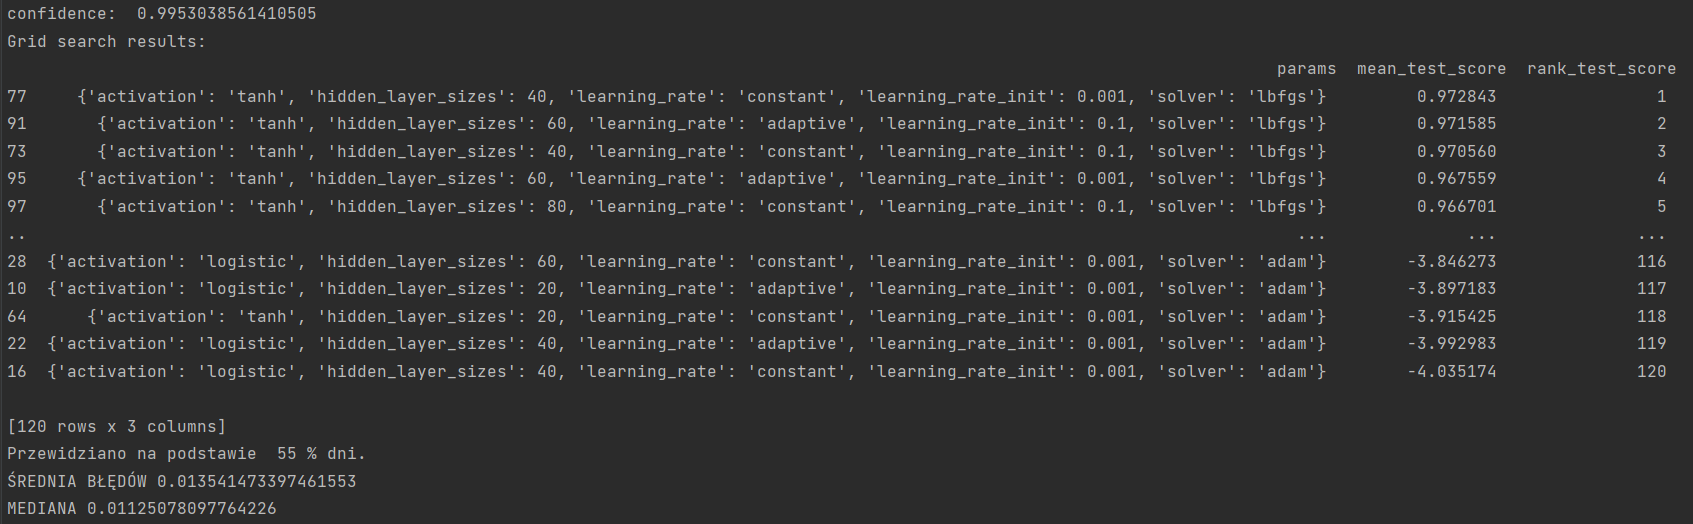 confidence:  0.9953038561410505
Grid search results:
params  mean_test_score  rank_test_score
77     {'activation': 'tanh', 'hidden_layer_sizes': 40, 'learning_rate': 'constant', 'learning_rate_init': 0.001, 'solver': 'lbfgs'}         0.972843                1
91       {'activation': 'tanh', 'hidden_layer_sizes': 60, 'learning_rate': 'adaptive', 'learning_rate_init': 0.1, 'solver': 'lbfgs'}         0.971585                2
73       {'activation': 'tanh', 'hidden_layer_sizes': 40, 'learning_rate': 'constant', 'learning_rate_init': 0.1, 'solver': 'lbfgs'}         0.970560                3
95     {'activation': 'tanh', 'hidden_layer_sizes': 60, 'learning_rate': 'adaptive', 'learning_rate_init': 0.001, 'solver': 'lbfgs'}         0.967559                4
97       {'activation': 'tanh', 'hidden_layer_sizes': 80, 'learning_rate': 'constant', 'learning_rate_init': 0.1, 'solver': 'lbfgs'}         0.966701                5
..  ...  ...  ...
28  {'activation': 'logistic', 'hidden_layer_sizes': 60, 'learning_rate': 'constant', 'learning_rate_init': 0.001, 'solver': 'adam'}        -3.846273              116
10  {'activation': 'logistic', 'hidden_layer_sizes': 20, 'learning_rate': 'adaptive', 'learning_rate_init': 0.001, 'solver': 'adam'}        -3.897183              117
64      {'activation': 'tanh', 'hidden_layer_sizes': 20, 'learning_rate': 'constant', 'learning_rate_init': 0.001, 'solver': 'adam'}        -3.915425              118
22  {'activation': 'logistic', 'hidden_layer_sizes': 40, 'learning_rate': 'adaptive', 'learning_rate_init': 0.001, 'solver': 'adam'}        -3.992983              119
16  {'activation': 'logistic', 'hidden_layer_sizes': 40, 'learning_rate': 'constant', 'learning_rate_init': 0.001, 'solver': 'adam'}        -4.035174              120
[120 rows x 3 columns]
Przewidziano na podstawie  55 % dni.
ŚREDNIA BŁĘDÓW 0.013541473397461553
MEDIANA 0.01125078097764226